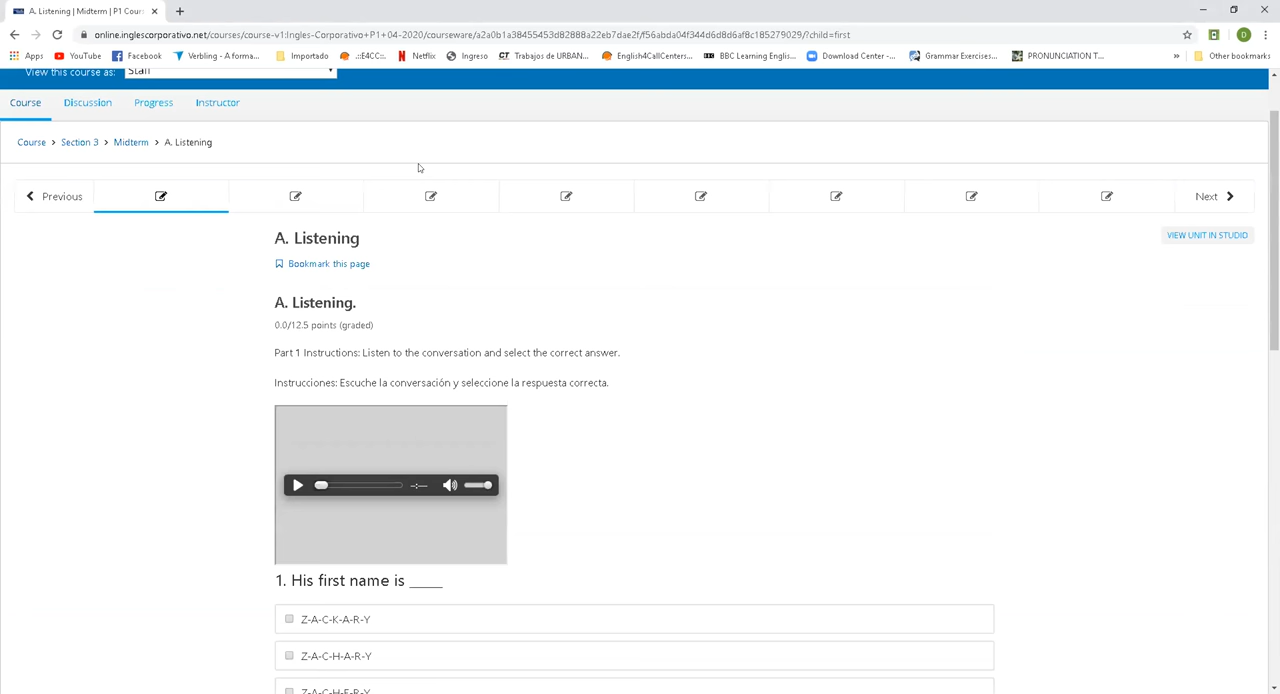 A. Listening | Midterm | P1 Cour
online.inglescorporativo.net/courses/course-v1:Ingles-Corporativo+P1+04-2020/courseware/a2a0b1a38455453d82888a22eb7dae2f/f56abda04f344d6d8d6af8c185279029/?child=first
D
Apps YouTube Facebook Verbling - A forma... Importado .::E4CC::. Netflix Ingreso CT Trabajos de URBAN... English4CallCenters... BBC BBC Learning Englis... Download Center -... Grammar Exercises... PRONUNCIATION T... » Other bookmarks
View this course as: Staff
Course Discussion Progress Instructor
Course > Section 3 > Midterm > A. Listening
Previous Next
A. Listening
VIEW UNIT IN STUDIO
Bookmark this page
A. Listening.
0.0/12.5 points (graded)
Part 1 Instructions: Listen to the conversation and select the correct answer.
Instrucciones: Escuche la conversación y seleccione la respuesta correcta.
-:--
1. His first name is _____
Z-A-C-K-A-R-Y
Z-A-C-H-A-R-Y
Z-A-C-H-E-R-Y